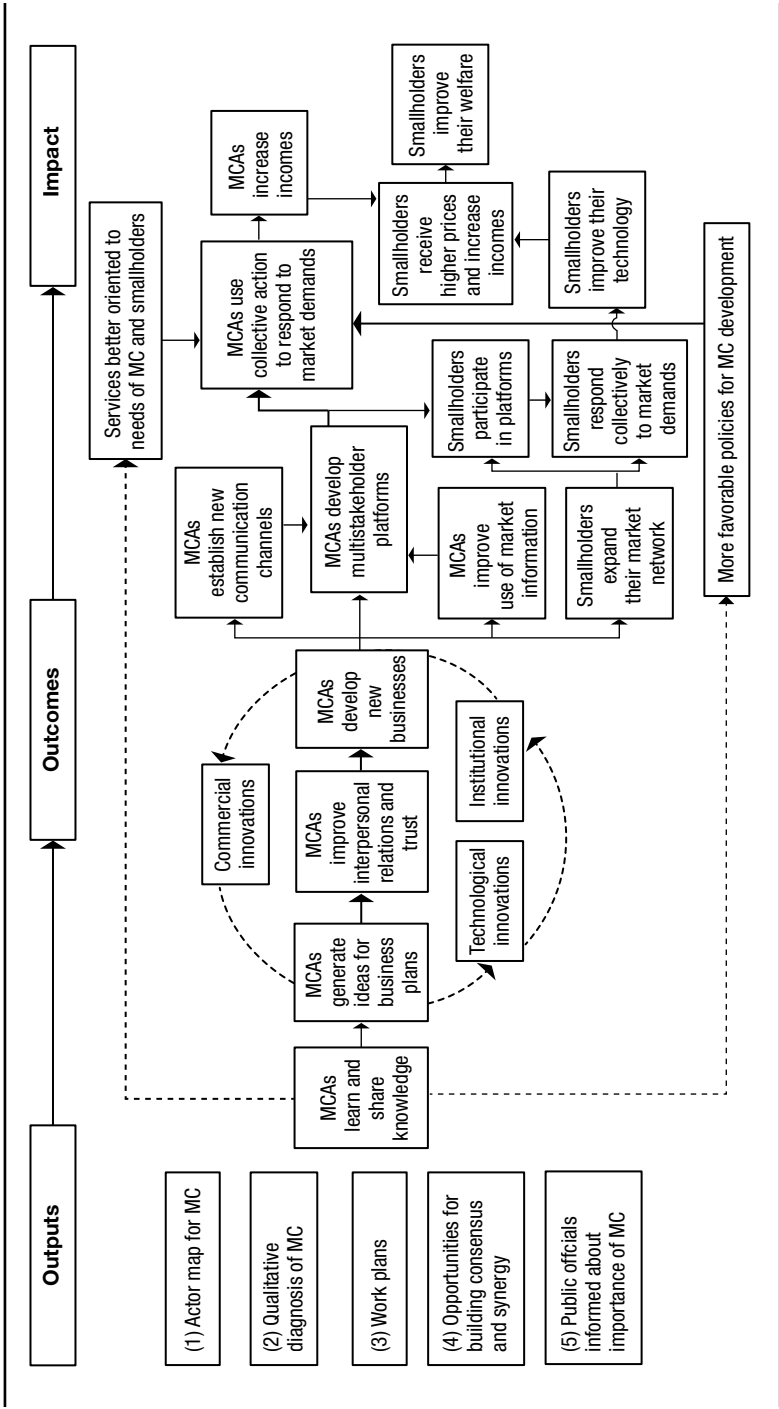 Outputs
Outcomes
Impact
(1) Actor map for MC
(2) Qualitative
diagnosis of MC
(3) Work plans
(4) Opportunities for
building consensus
and synergy
(5) Public offcials
informed about
importance of MC
MCAs
learn and
share
knowledge
MCAs
generate
ideas for
business
plans
MCAs
improve
interpersonal
relations and
trust
MCAs
develop
new
businesses
Commercial
innovations
Technological
innovations
Institutional
innovations
MCAs
establish new
communication
channels
MCAs develop
multistakeholder
platforms
MCAs
improve
use of market
information
Smallholders
expand
their market
network
Services better oriented to
needs of MC and smallholders
MCAs use
collective action
to respond to
market demands
Smallholders
participate
in platforms
Smallholders
respond
collectively
to market
demands
More favorable policies for MC development
MCAs
increase
incomes
Smallholders
receive
higher prices
and increase
incomes
Smallholders
improve their
technology
Smallholders
improve
their welfare